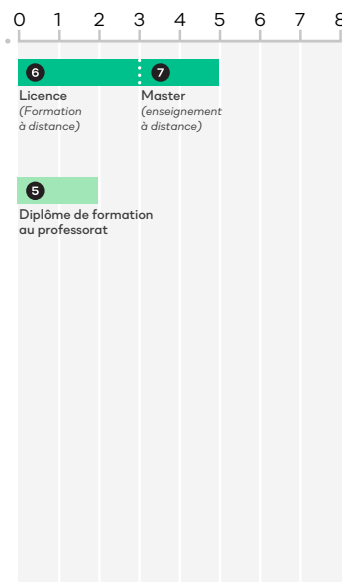 0 1 2 3 4 5 6 7 8
6 7
Licence Master
(Formation (enseignement
à distance) à distance)
5
Diplôme de formation
au professorat